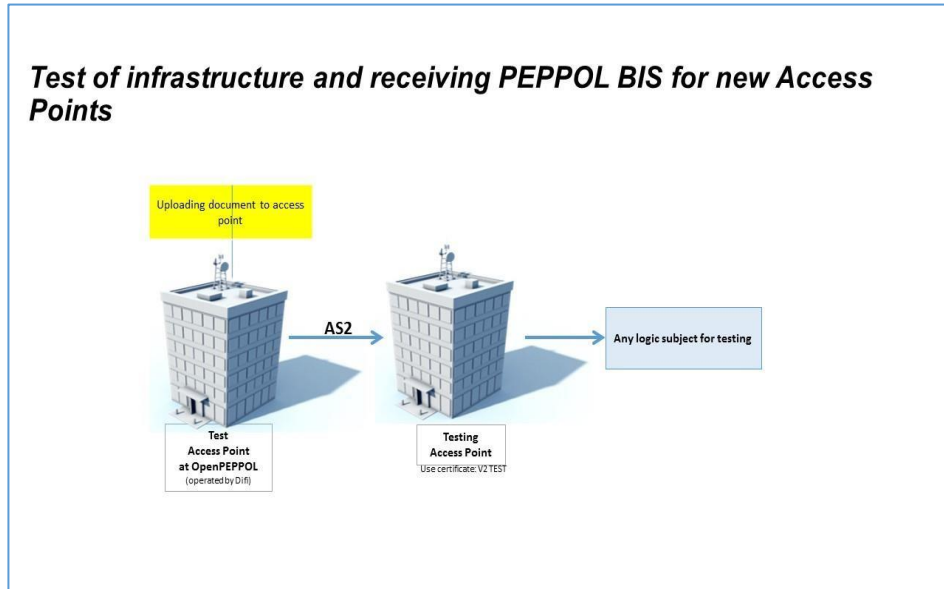 Test of infrastructure and receiving PEPPOL BIS for new Access
Points
Uploading document to access
point
AS2
Any logic subject for testing
Test
Access Point
at OpenPEPPOL
(operated by Difi)
Testing
Access Point
Use certificate: V2 TEST